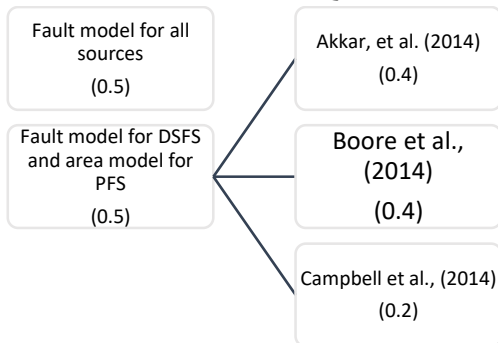 Fault model for all
sources
(0.5)
Fault model for DSFS
and area model for
PFS
(0.5)
Akkar, et al. (2014)
(0.4)
Boore et al.,
(2014)
(0.4)
Campbell et al., (2014)
(0.2)